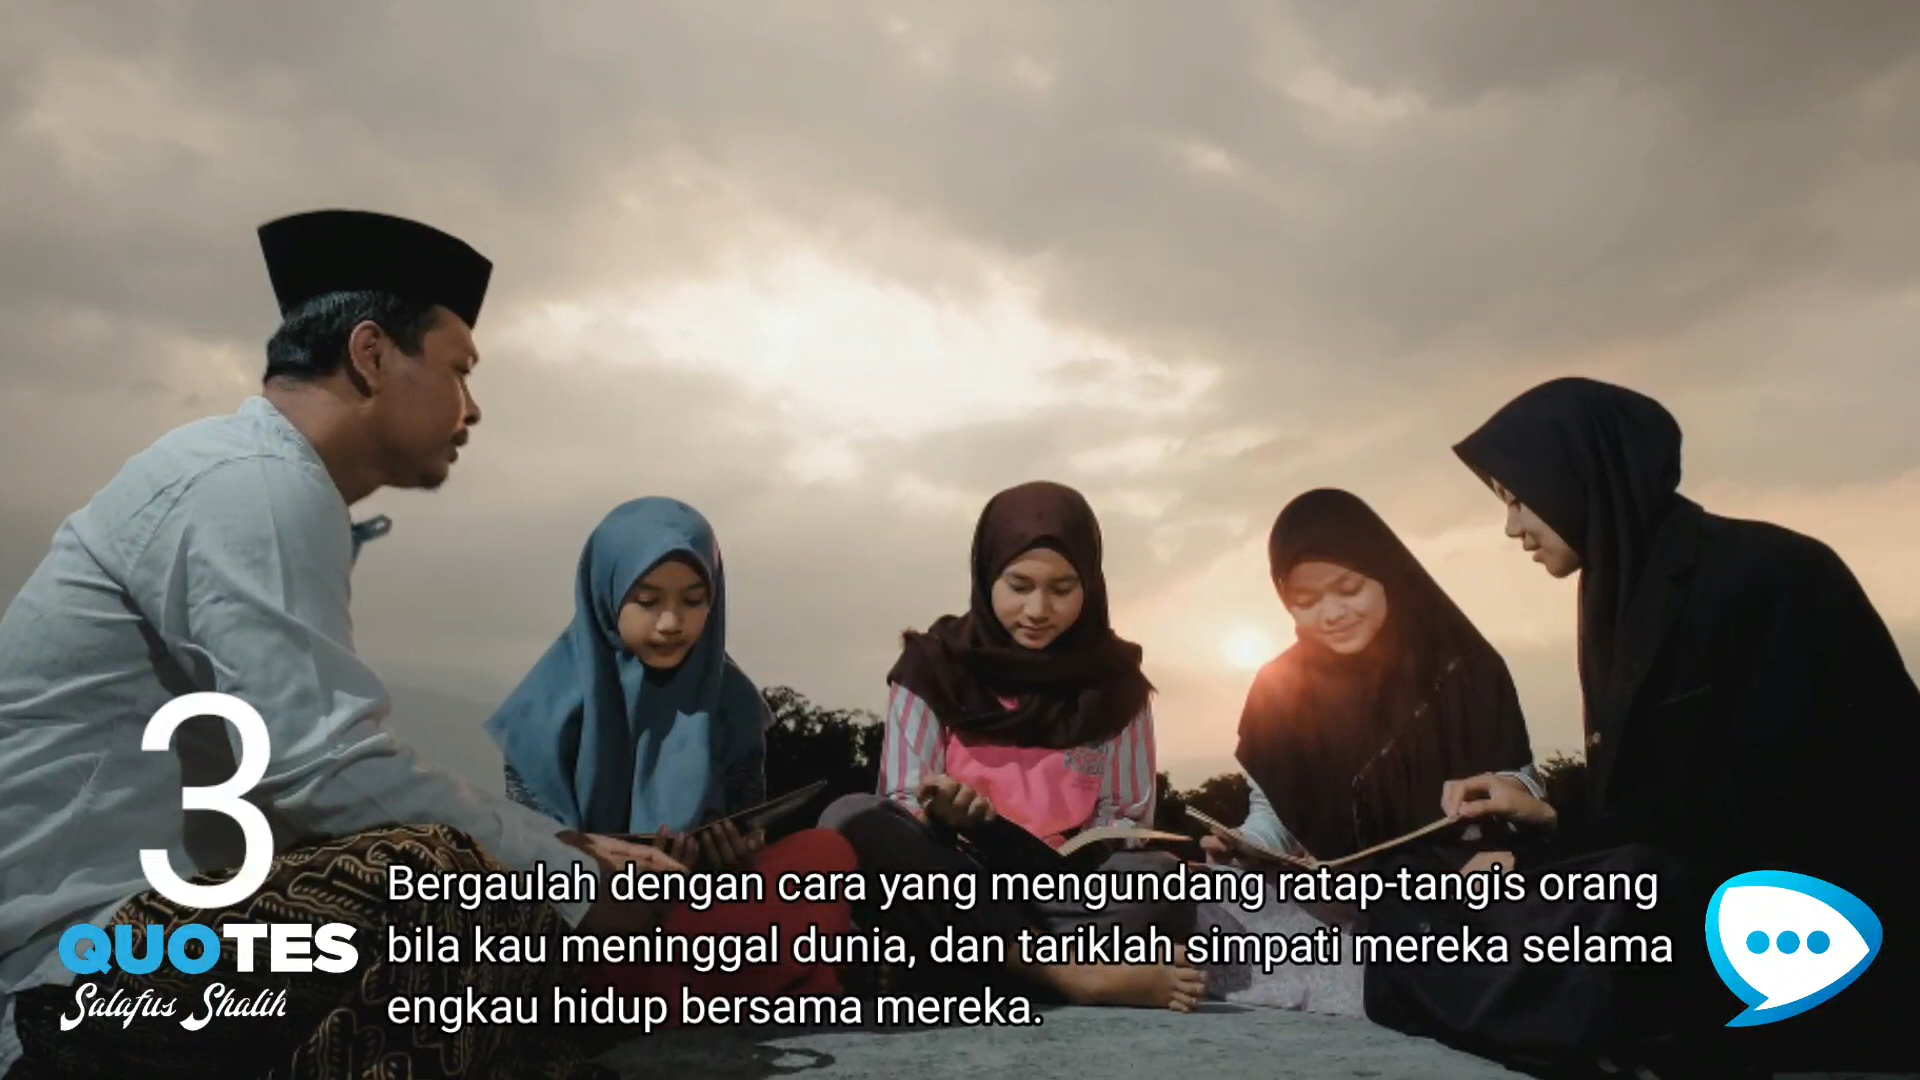 3
QUOTES
Salafus Shalih
Bergaulah dengan cara yang mengundang ratap-tangis orang
bila kau meninggal dunia, dan tariklah simpati mereka selama
engkau hidup bersama mereka.